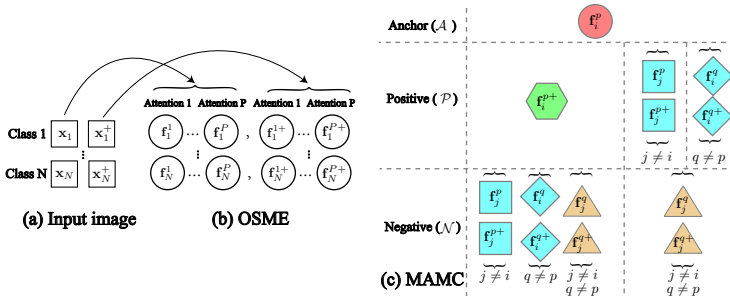 Attention 1 Attention P Attention 1 Attention P
Class 1 x_1 x_1^+ f_1^1 ... f_1^P , f_1^{1+} ... f_1^{P+}
⋮ ⋮ ⋮
Class N x_N x_N^+ f_N^1 ... f_N^P , f_N^{1+} ... f_N^{P+}
(a) Input image (b) OSME
Anchor (𝒜) f_i^p
Positive (𝒫) f_i^{p+} f_j^p f_i^q
f_j^{p+} f_i^{q+}
j ≠ i q ≠ p
Negative (𝒩) f_j^p f_i^q f_j^q f_j^q
f_j^{p+} f_i^{q+} f_j^{q+} f_j^{q+}
j ≠ i q ≠ p j ≠ i j ≠ i
q ≠ p q ≠ p
(c) MAMC